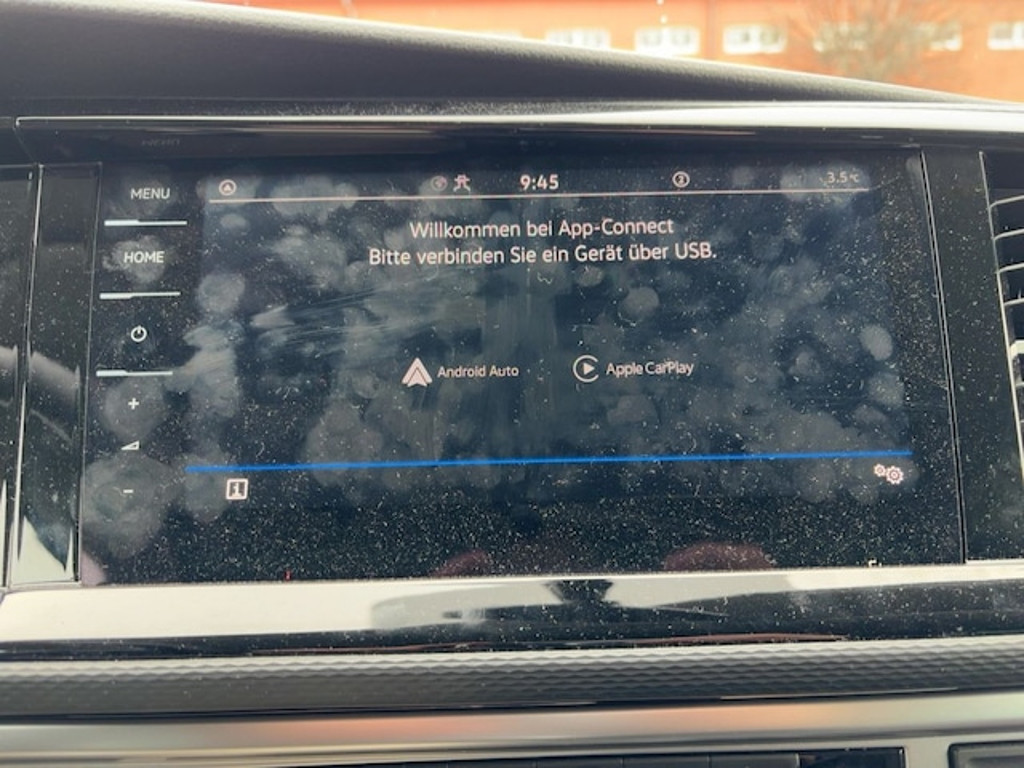 MENU
9:45
2
3.5°C
Willkommen bei App-Connect
Bitte verbinden Sie ein Gerät über USB.
HOME
Android Auto
Apple CarPlay
+
-